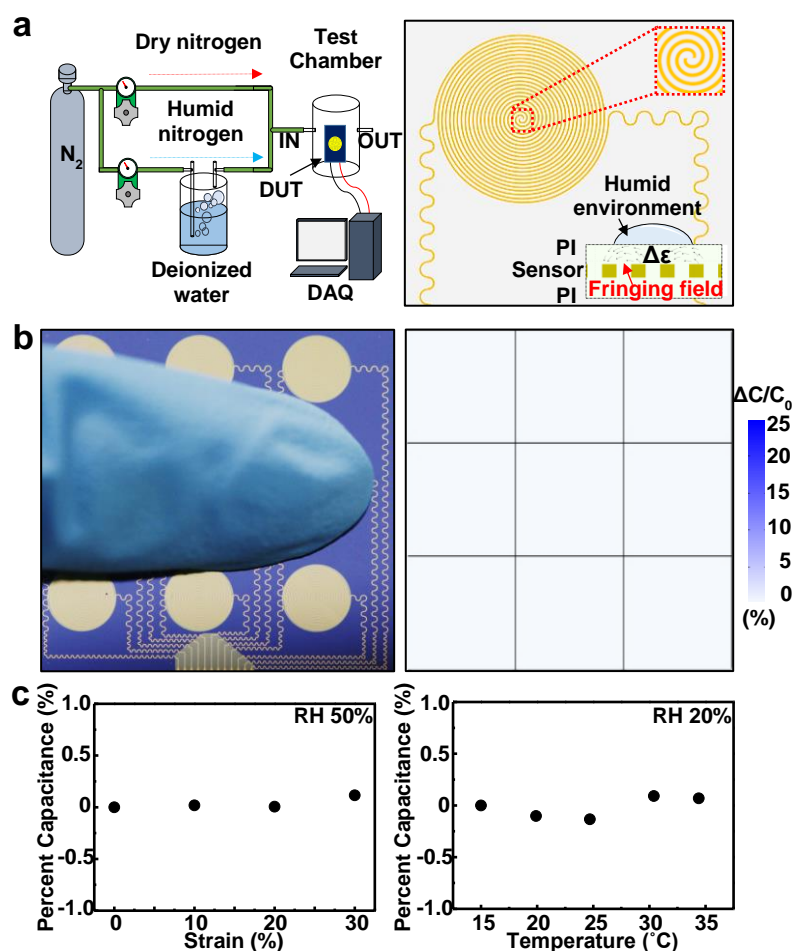 a
Dry nitrogen
Test
Chamber
Humid
nitrogen
N2
IN
OUT
DUT
Deionized
water
DAQ
Humid
environment
PI
Δε
Sensor
Fringing field
PI
b
ΔC/C0
25
20
15
10
5
0
(%)
c
Percent Capacitance (%)
1.0
0.5
0
-0.5
-1.0
RH 50%
0 10 20 30
Strain (%)
Percent Capacitance (%)
1.0
0.5
0
-0.5
-1.0
RH 20%
15 20 25 30 35
Temperature (˚C)